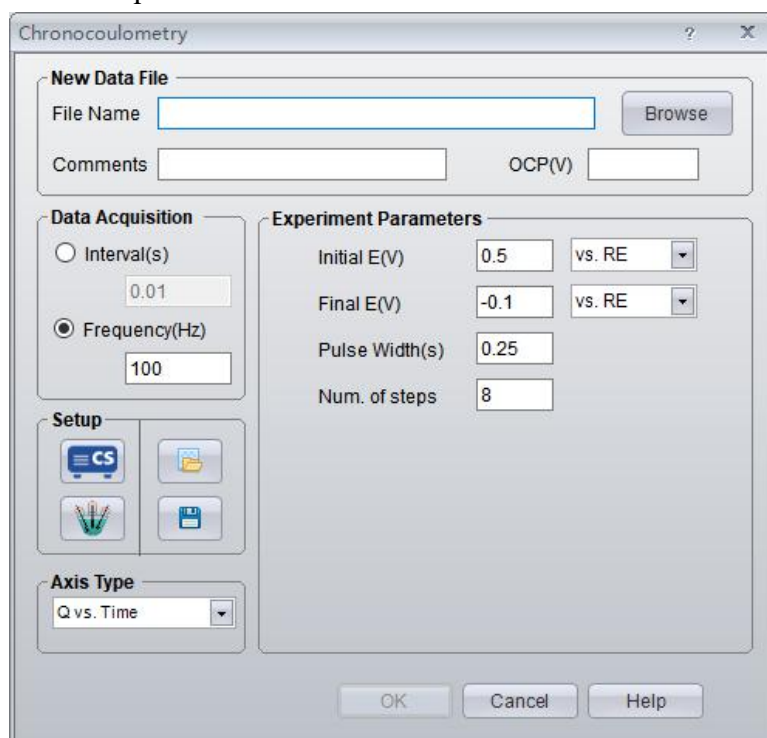 Chronocoulometry ? X
New Data File
File Name Browse
Comments OCP(V)
Data Acquisition
Interval(s)
0.01
Frequency(Hz)
100
Setup
CS
Axis Type
Q vs. Time
Experiment Parameters
Initial E(V) 0.5 vs. RE
Final E(V) -0.1 vs. RE
Pulse Width(s) 0.25
Num. of steps 8
OK Cancel Help